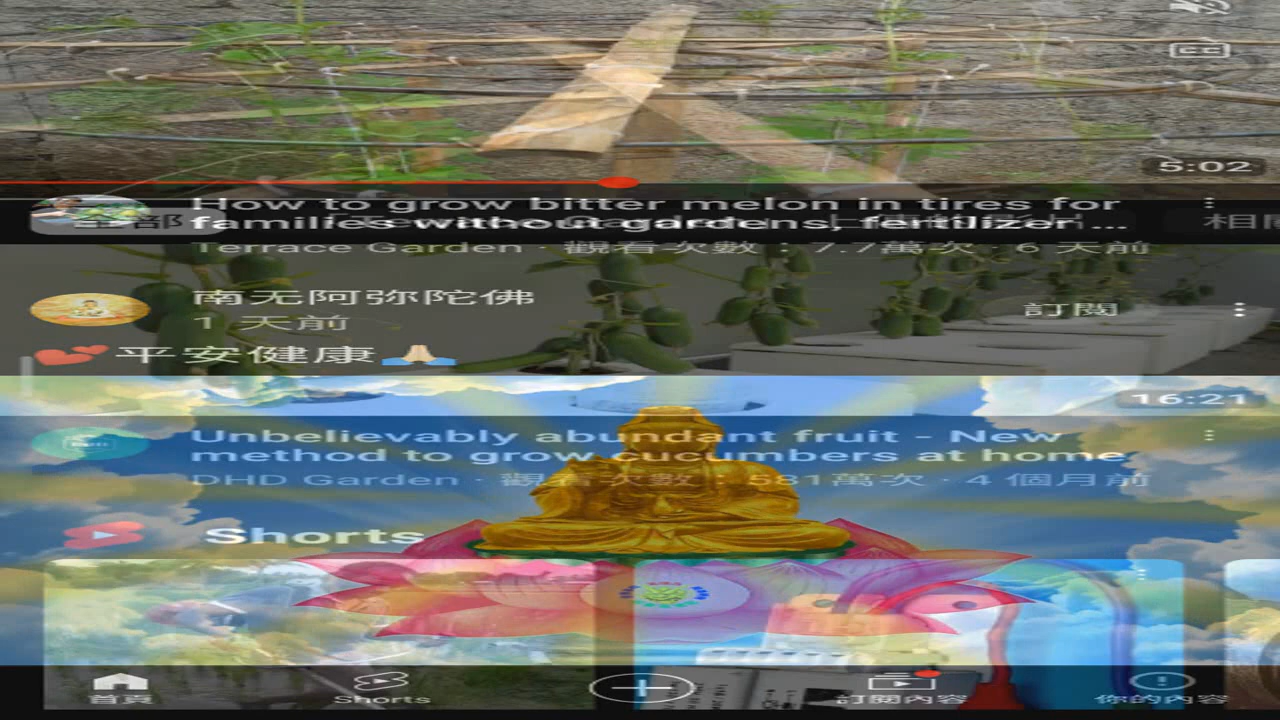 5:02
How to grow bitter melon in tires for
families without gardens, fertilizer ...
全部
相關
Terrace Garden · 觀看次數：7.7萬次 · 6 天前
南无阿弥陀佛
訂閱
1 天前
💕平安健康🙏🏻
16:21
Unbelievably abundant fruit - New
method to grow cucumbers at home
DHD Garden · 觀看次數：581萬次 · 4 個月前
Shorts
首頁
Shorts
訂閱內容
你的內容